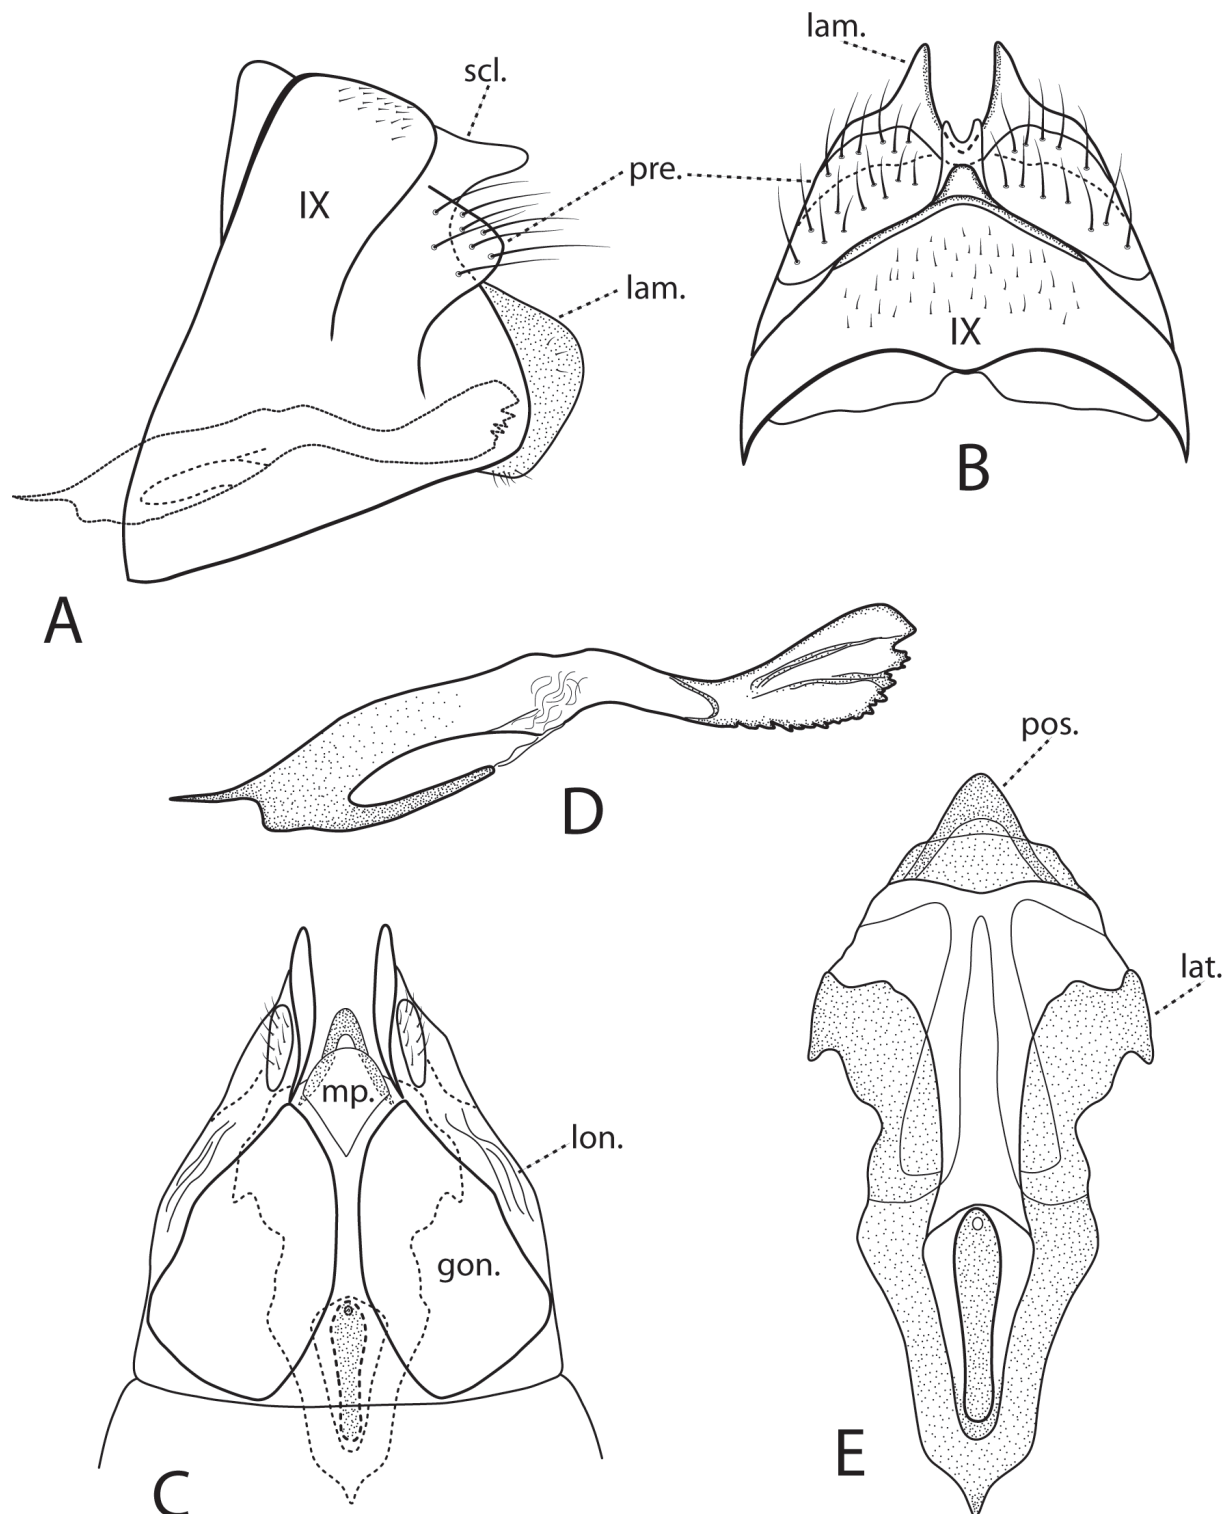 lam.
scl.
IX
pre.
lam.
IX
B
A
D
pos.
lat.
mp.
lon.
gon.
E
C